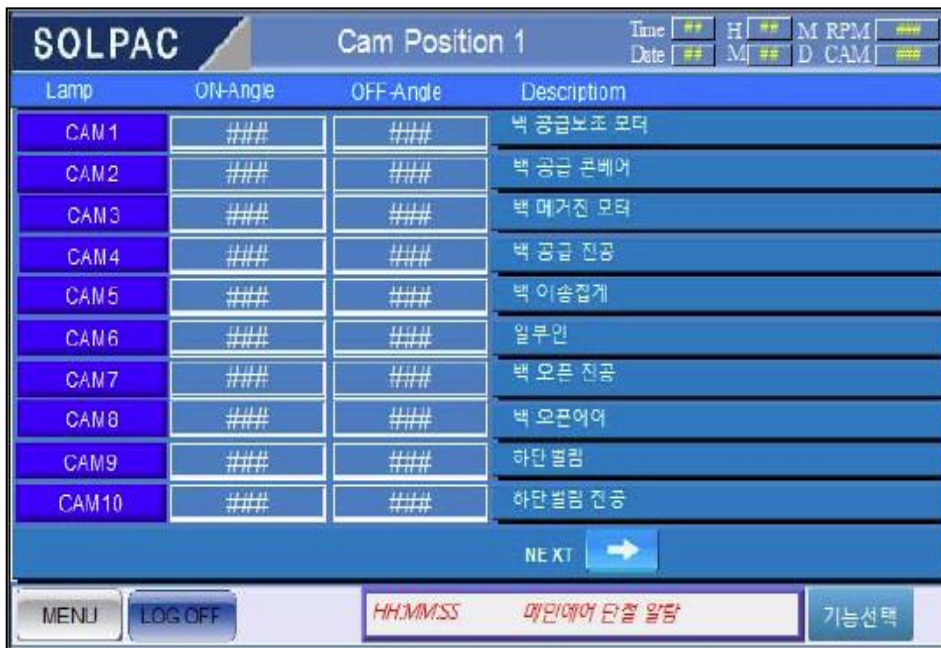 SOLPAC Cam Position 1 Time ## H ## M RPM ###
Date ## M ## D CAM ###
Lamp ON-Angle OFF-Angle Descriptiom
CAM1 ### ### 백 공급보조 모터
CAM2 ### ### 백 공급 콘베어
CAM3 ### ### 백 메거진 모터
CAM4 ### ### 백 공급 진공
CAM5 ### ### 백 이송집게
CAM6 ### ### 일부인
CAM7 ### ### 백 오픈 진공
CAM8 ### ### 백 오픈에어
CAM9 ### ### 하단벌림
CAM10 ### ### 하단벌림 진공
NEXT
MENU LOG OFF HH:MM:SS 메인에어 단절 알람 기능선택